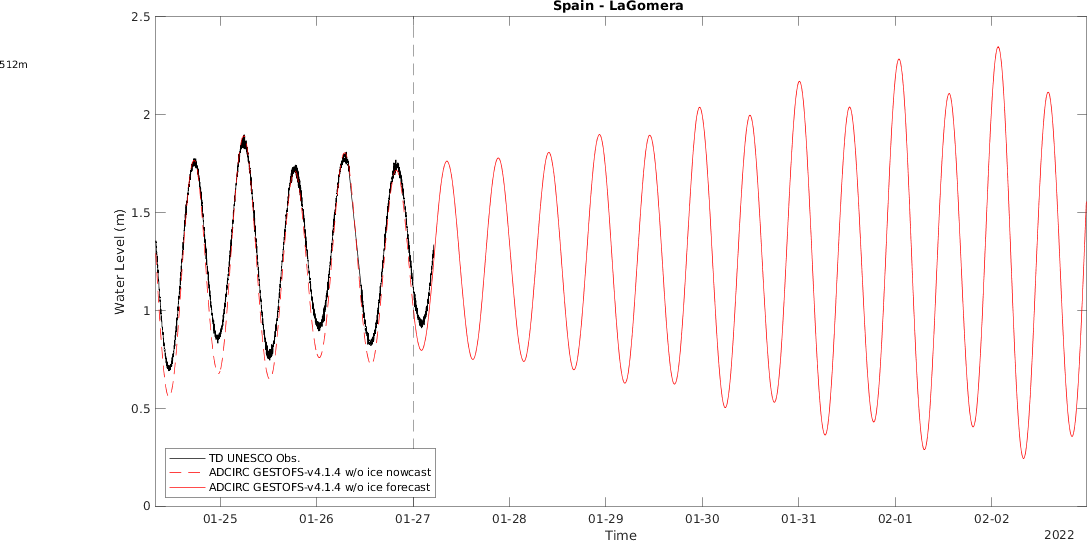 Spain - LaGomera
512m
2.5
2
1.5
1
0.5
0
Water Level (m)
TD UNESCO Obs.
ADCIRC GESTOFS-v4.1.4 w/o ice nowcast
ADCIRC GESTOFS-v4.1.4 w/o ice forecast
01-25 01-26 01-27 01-28 01-29 01-30 01-31 02-01 02-02
Time
2022